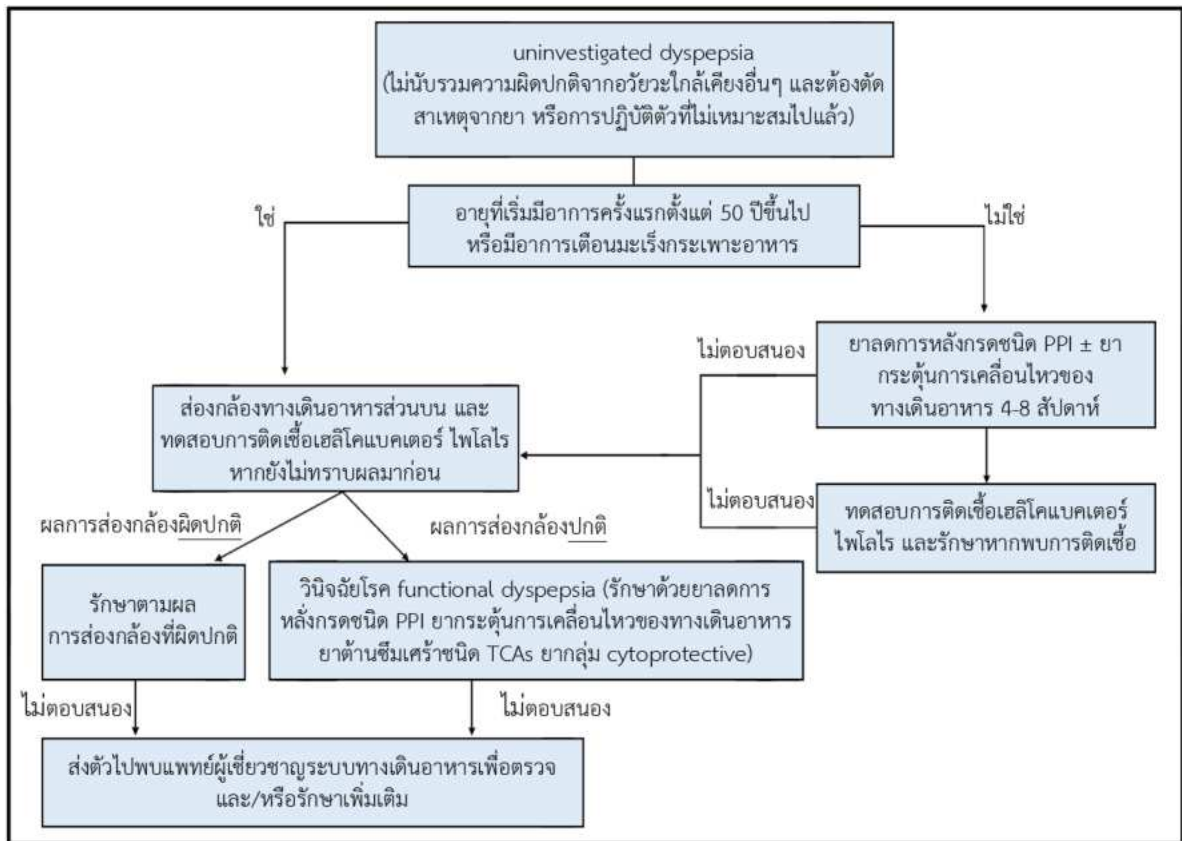 uninvestigated dyspepsia
(ไม่นับรวมความผิดปกติจากอวัยวะใกล้เคียงอื่นๆ และต้องตัด
สาเหตุจากยา หรือการปฏิบัติตัวที่ไม่เหมาะสมไปแล้ว)
ใช่
อายุที่เริ่มมีอาการครั้งแรกตั้งแต่ 50 ปีขึ้นไป
หรือมีอาการเตือนมะเร็งกระเพาะอาหาร
ไม่ใช่
ไม่ตอบสนอง
ยาลดการหลั่งกรดชนิด PPI ± ยา
กระตุ้นการเคลื่อนไหวของ
ทางเดินอาหาร 4-8 สัปดาห์
ส่องกล้องทางเดินอาหารส่วนบน และ
ทดสอบการติดเชื้อเฮลิโคแบคเตอร์ ไพโลไร
หากยังไม่ทราบผลมาก่อน
ไม่ตอบสนอง
ทดสอบการติดเชื้อเฮลิโคแบคเตอร์
ไพโลไร และรักษาหากพบการติดเชื้อ
ผลการส่องกล้องผิดปกติ
ผลการส่องกล้องปกติ
รักษาตามผล
การส่องกล้องที่ผิดปกติ
วินิจฉัยโรค functional dyspepsia (รักษาด้วยยาลดการ
หลั่งกรดชนิด PPI ยากระตุ้นการเคลื่อนไหวของทางเดินอาหาร
ยาต้านซึมเศร้าชนิด TCAs ยากลุ่ม cytoprotective)
ไม่ตอบสนอง
ไม่ตอบสนอง
ส่งตัวไปพบแพทย์ผู้เชี่ยวชาญระบบทางเดินอาหารเพื่อตรวจ
และ/หรือรักษาเพิ่มเติม